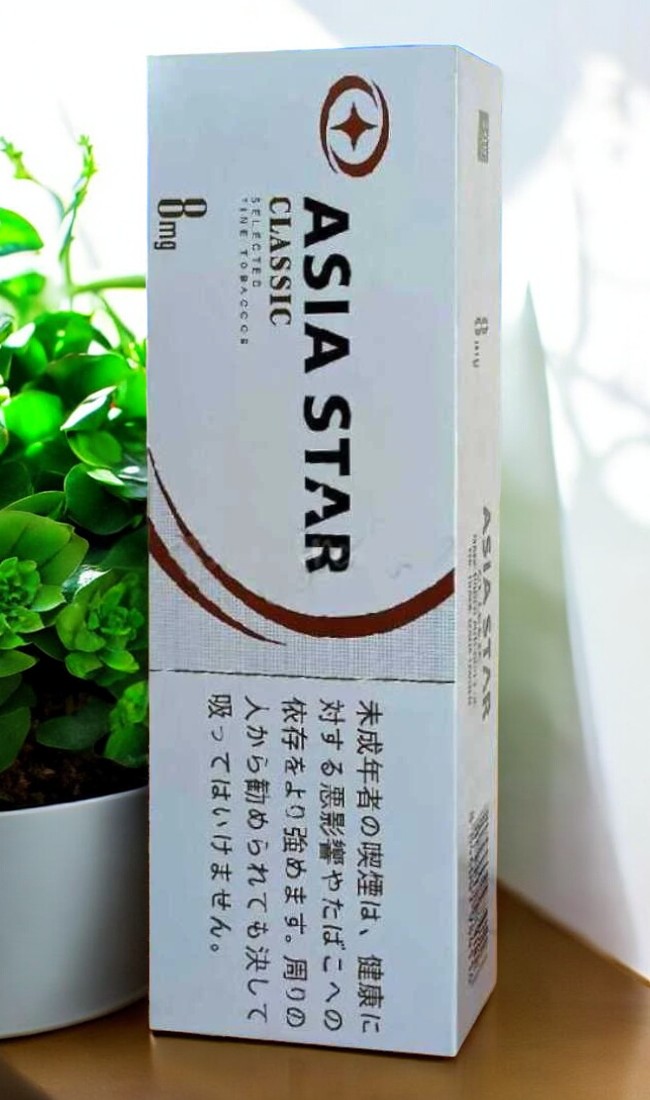 ASIA STAR
CLASSIC
SELECTED
FINE TOBACCOS
8mg
未成年者の喫煙は、健康に
対する悪影響やたばこへの
依存をより強めます。周りの
人から勧められても決して
吸ってはいけません。
8
ASIA STAR